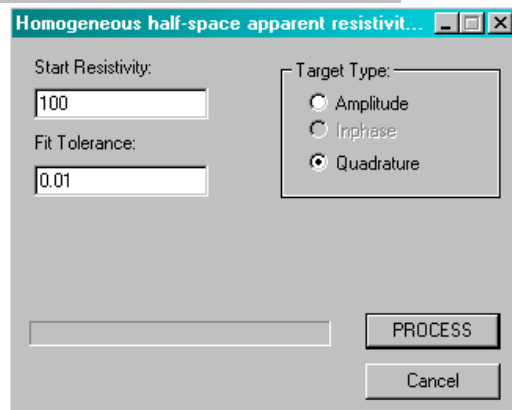 Homogeneous half-space apparent resistivit...
Start Resistivity:
100
Fit Tolerance:
0.01
Target Type:
Amplitude
Inphase
Quadrature
PROCESS
Cancel